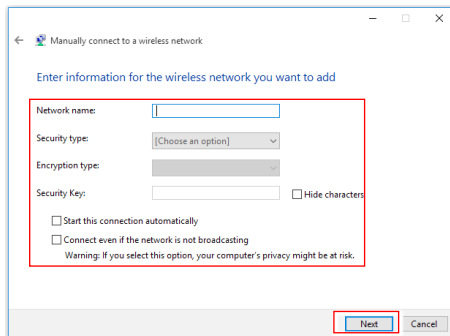 Manually connect to a wireless network
Enter information for the wireless network you want to add
Network name:
Security type: [Choose an option]
Encryption type:
Security Key: Hide characters
Start this connection automatically
Connect even if the network is not broadcasting
Warning: If you select this option, your computer's privacy might be at risk.
Next Cancel